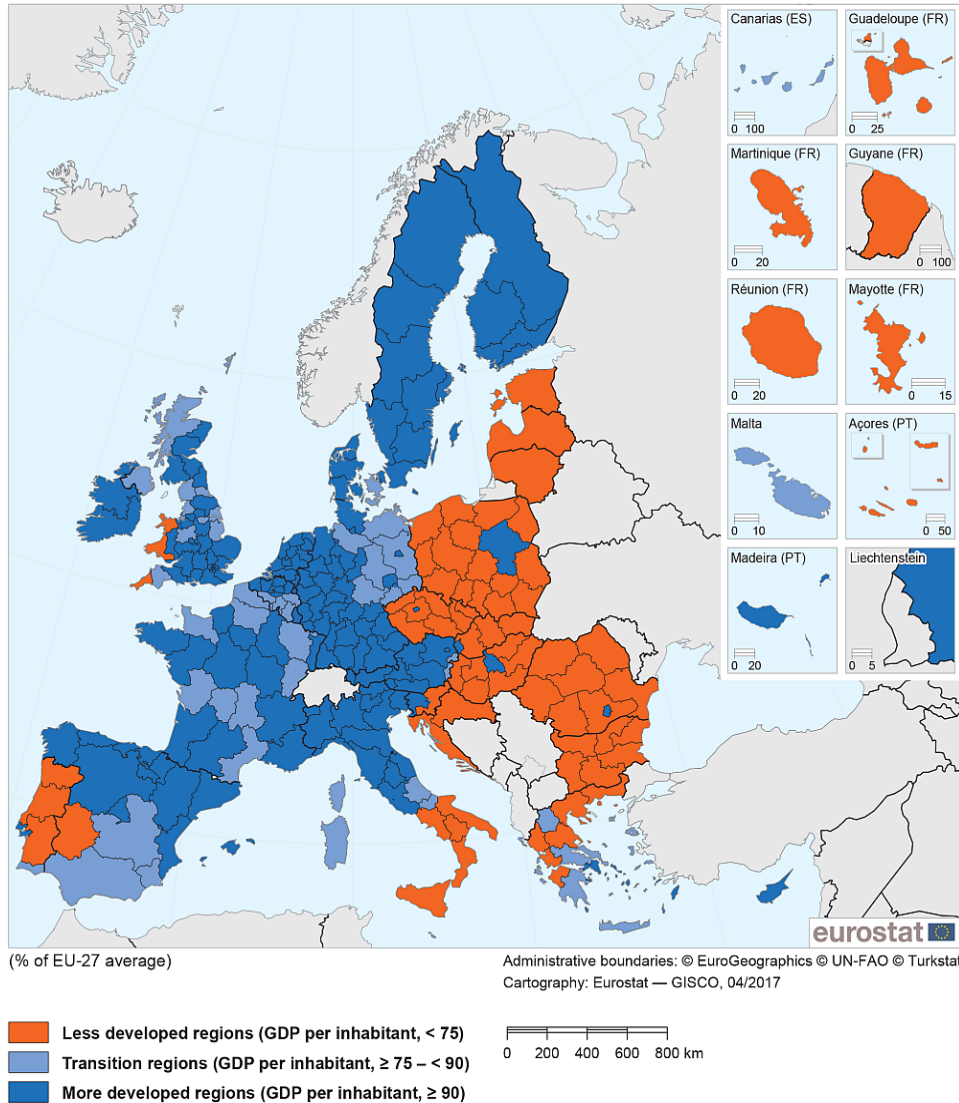 Canarias (ES)
0 100
Guadeloupe (FR)
0 25
Martinique (FR)
0 20
Guyane (FR)
0 100
Réunion (FR)
0 20
Mayotte (FR)
0 15
Malta
0 10
Açores (PT)
0 50
Madeira (PT)
0 20
Liechtenstein
0 5
eurostat
(% of EU-27 average)
Administrative boundaries: © EuroGeographics © UN-FAO © Turkstat
Cartography: Eurostat — GISCO, 04/2017
Less developed regions (GDP per inhabitant, < 75)
Transition regions (GDP per inhabitant, ≥ 75 – < 90)
More developed regions (GDP per inhabitant, ≥ 90)
0 200 400 600 800 km